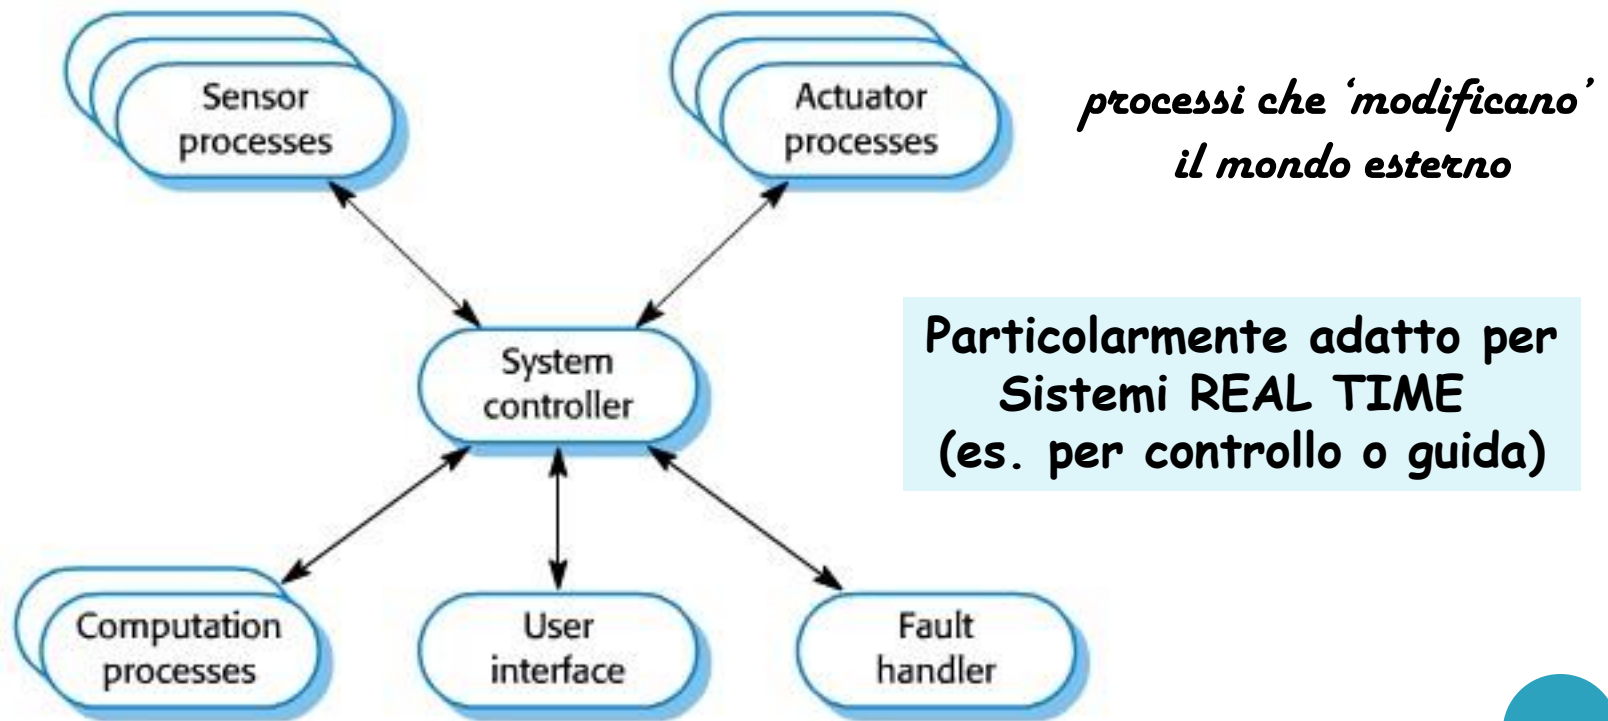 Sensor
processes
Actuator
processes
processi che ‘modificano’
il mondo esterno
System
controller
Particolarmente adatto per
Sistemi REAL TIME
(es. per controllo o guida)
Computation
processes
User
interface
Fault
handler